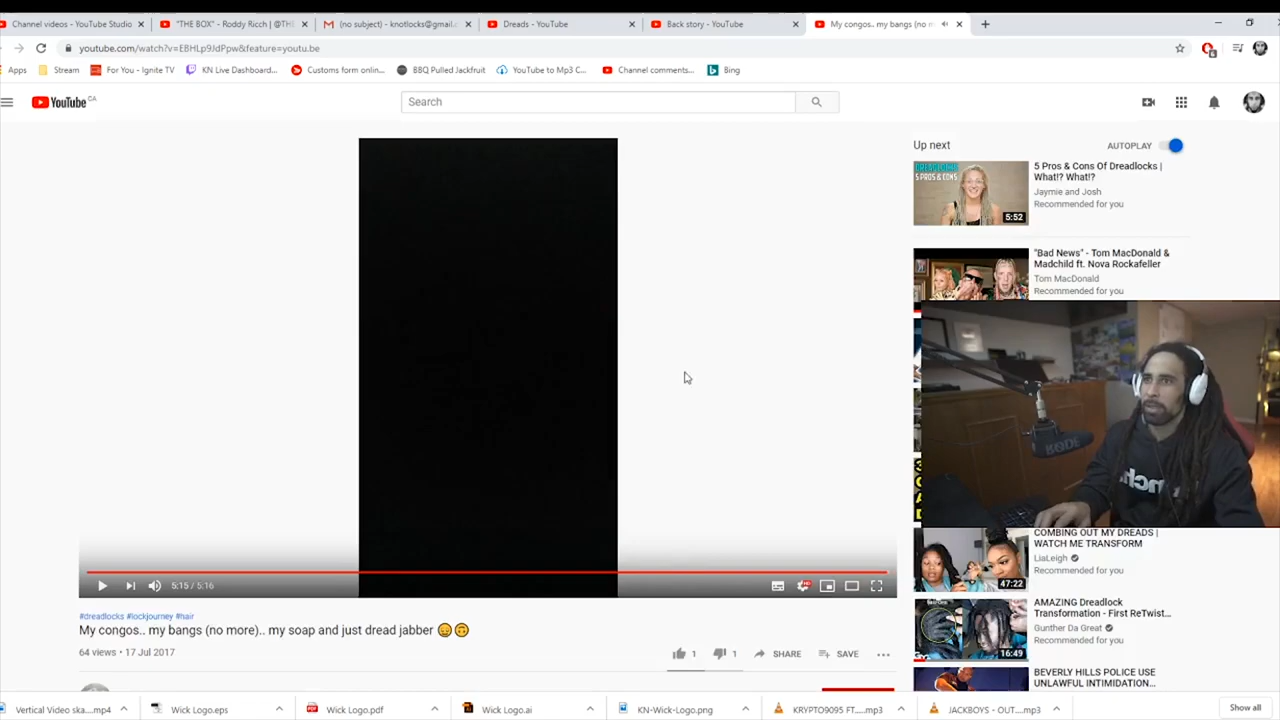 Channel videos - YouTube Studio
"THE BOX" - Roddy Ricch | @THE
(no subject) - knotlocks@gmail.c
Dreads - YouTube
Back story - YouTube
My congos.. my bangs (no m
youtube.com/watch?v=EBHLp9JdPpw&feature=youtu.be
Apps
Stream
For You - Ignite TV
KN Live Dashboard...
Customs form onlin...
BBQ Pulled Jackfruit
YouTube to Mp3 C...
Channel comments...
Bing
YouTube CA
Search
Up next
AUTOPLAY
DREADLOCKS
5 PROS & CONS
5:52
5 Pros & Cons Of Dreadlocks |
What!? What!?
Jaymie and Josh
Recommended for you
"Bad News" - Tom MacDonald &
Madchild ft. Nova Rockafeller
Tom MacDonald
Recommended for you
RODE
COMBING OUT MY DREADS |
WATCH ME TRANSFORM
LiaLeigh
Recommended for you
47:22
AMAZING Dreadlock
Transformation - First ReTwist...
Gunther Da Great
Recommended for you
16:49
BEVERLY HILLS POLICE USE
UNLAWFUL INTIMIDATION...
5:15 / 5:16
HD
#dreadlocks #lockjourney #hair
My congos.. my bangs (no more).. my soap and just dread jabber 😔🙃
64 views • 17 Jul 2017
1
1
SHARE
SAVE
Vertical Video ska....mp4
Wick Logo.eps
Wick Logo.pdf
Wick Logo.ai
KN-Wick-Logo.png
KRYPTO9095 FT....mp3
JACKBOYS - OUT....mp3
Show all